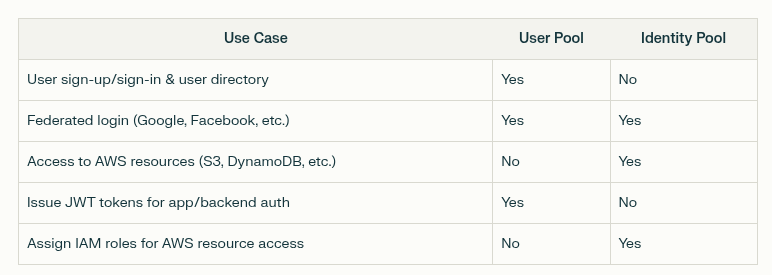 Use Case User Pool Identity Pool
User sign-up/sign-in & user directory Yes No
Federated login (Google, Facebook, etc.) Yes Yes
Access to AWS resources (S3, DynamoDB, etc.) No Yes
Issue JWT tokens for app/backend auth Yes No
Assign IAM roles for AWS resource access No Yes